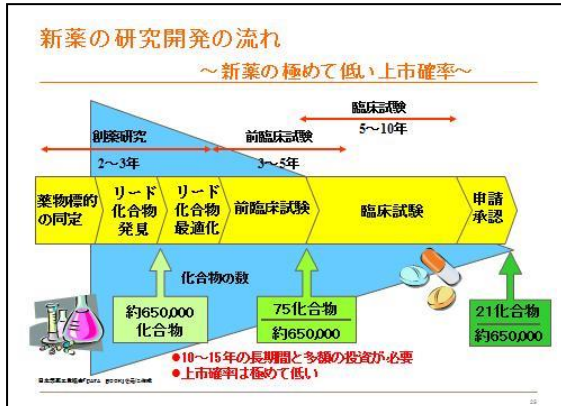 新薬の研究開発の流れ
～新薬の極めて低い上市確率～
臨床試験
5～10年
創薬研究
2～3年
前臨床試験
3～5年
薬物標的
の同定
リード
化合物
発見
リード
化合物
最適化
前臨床試験
臨床試験
申請
承認
化合物の数
約650,000
化合物
75化合物
約650,000
21化合物
約650,000
●10～15年の長期間と多額の投資が必要
●上市確率は極めて低い